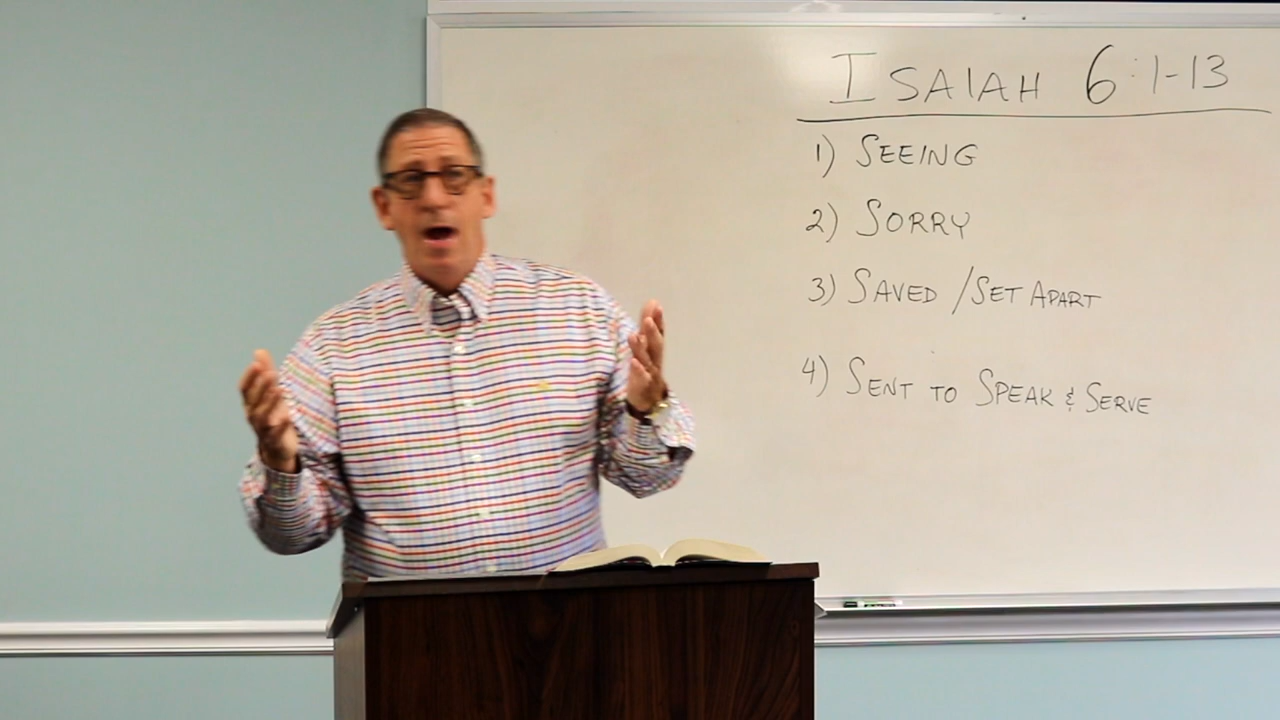 ISAIAH 6:1-13
1) SEEING
2) SORRY
3) SAVED / SET APART
4) SENT TO SPEAK & SERVE